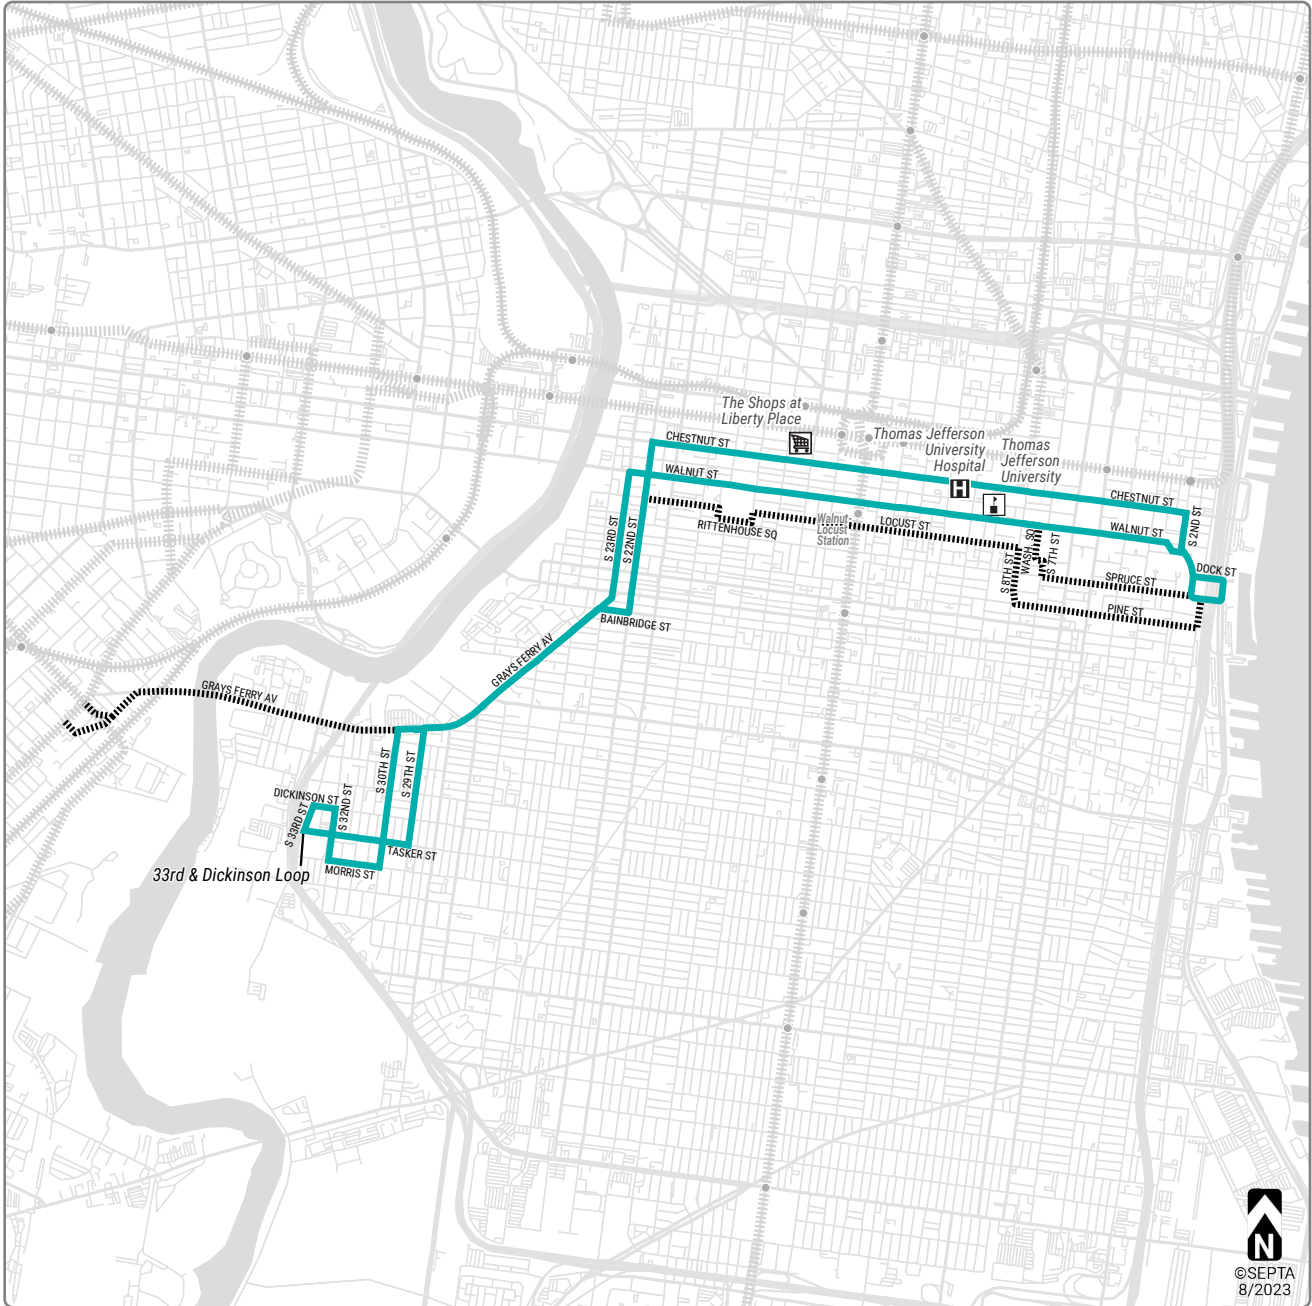 The Shops at
Liberty Place
CHESTNUT ST
Thomas Jefferson
University
Hospital
Thomas
Jefferson
University
H
WALNUT ST
CHESTNUT ST
S 2ND ST
RITTENHOUSE SQ
Walnut-
Locust
Station
LOCUST ST
WALNUT ST
S 23RD ST
S 22ND ST
S 8TH ST
WASH SQ
S 7TH ST
DOCK ST
SPRUCE ST
PINE ST
BAINBRIDGE ST
GRAYS FERRY AV
GRAYS FERRY AV
S 30TH ST
S 29TH ST
DICKINSON ST
S 32ND ST
S 33RD ST
TASKER ST
MORRIS ST
33rd & Dickinson Loop
N
©SEPTA
8/2023